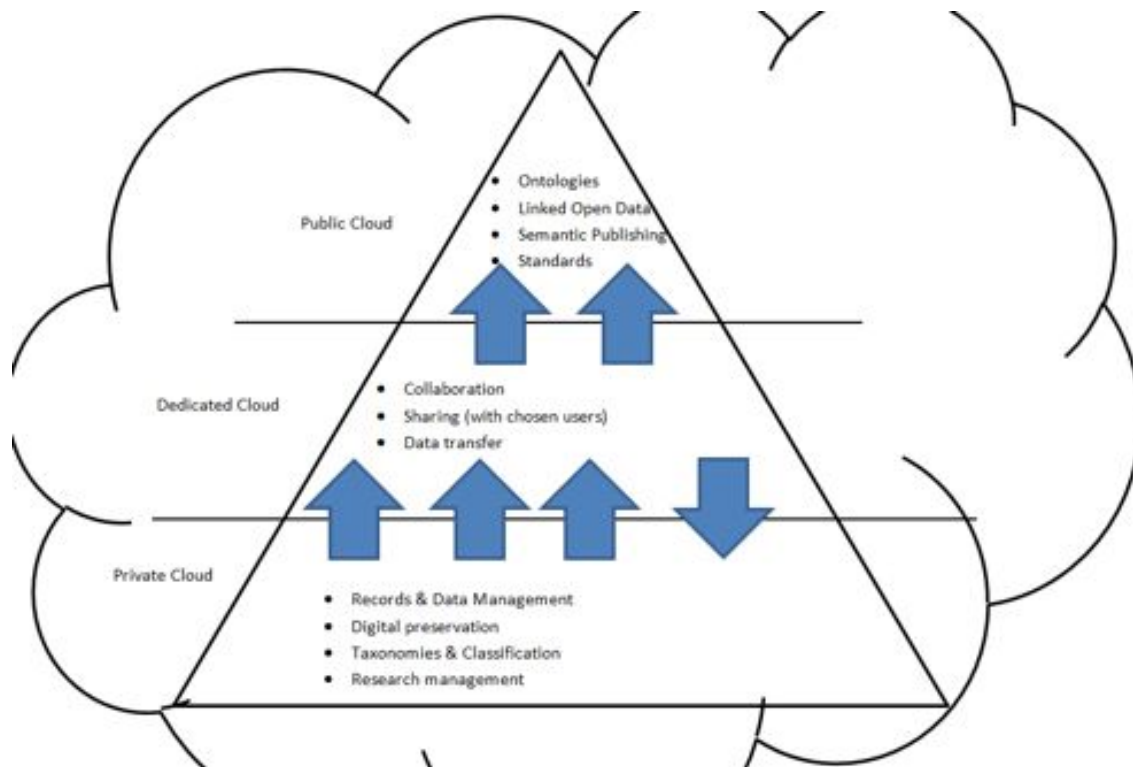 Public Cloud
• Ontologies
• Linked Open Data
• Semantic Publishing
• Standards
Dedicated Cloud
• Collaboration
• Sharing (with chosen users)
• Data transfer
Private Cloud
• Records & Data Management
• Digital preservation
• Taxonomies & Classification
• Research management